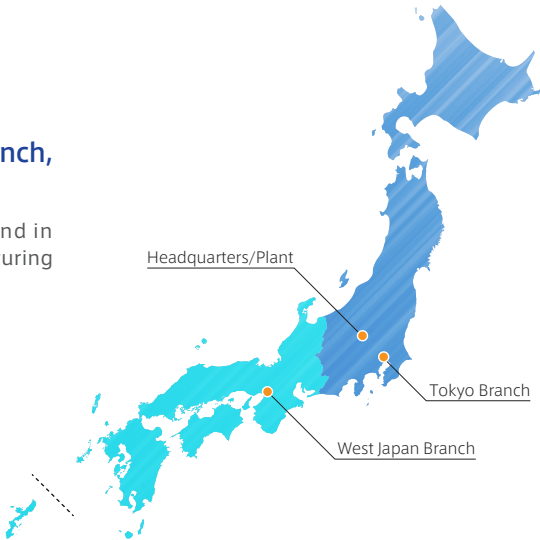 nch,
nd in
uring
Headquarters/Plant
Tokyo Branch
West Japan Branch